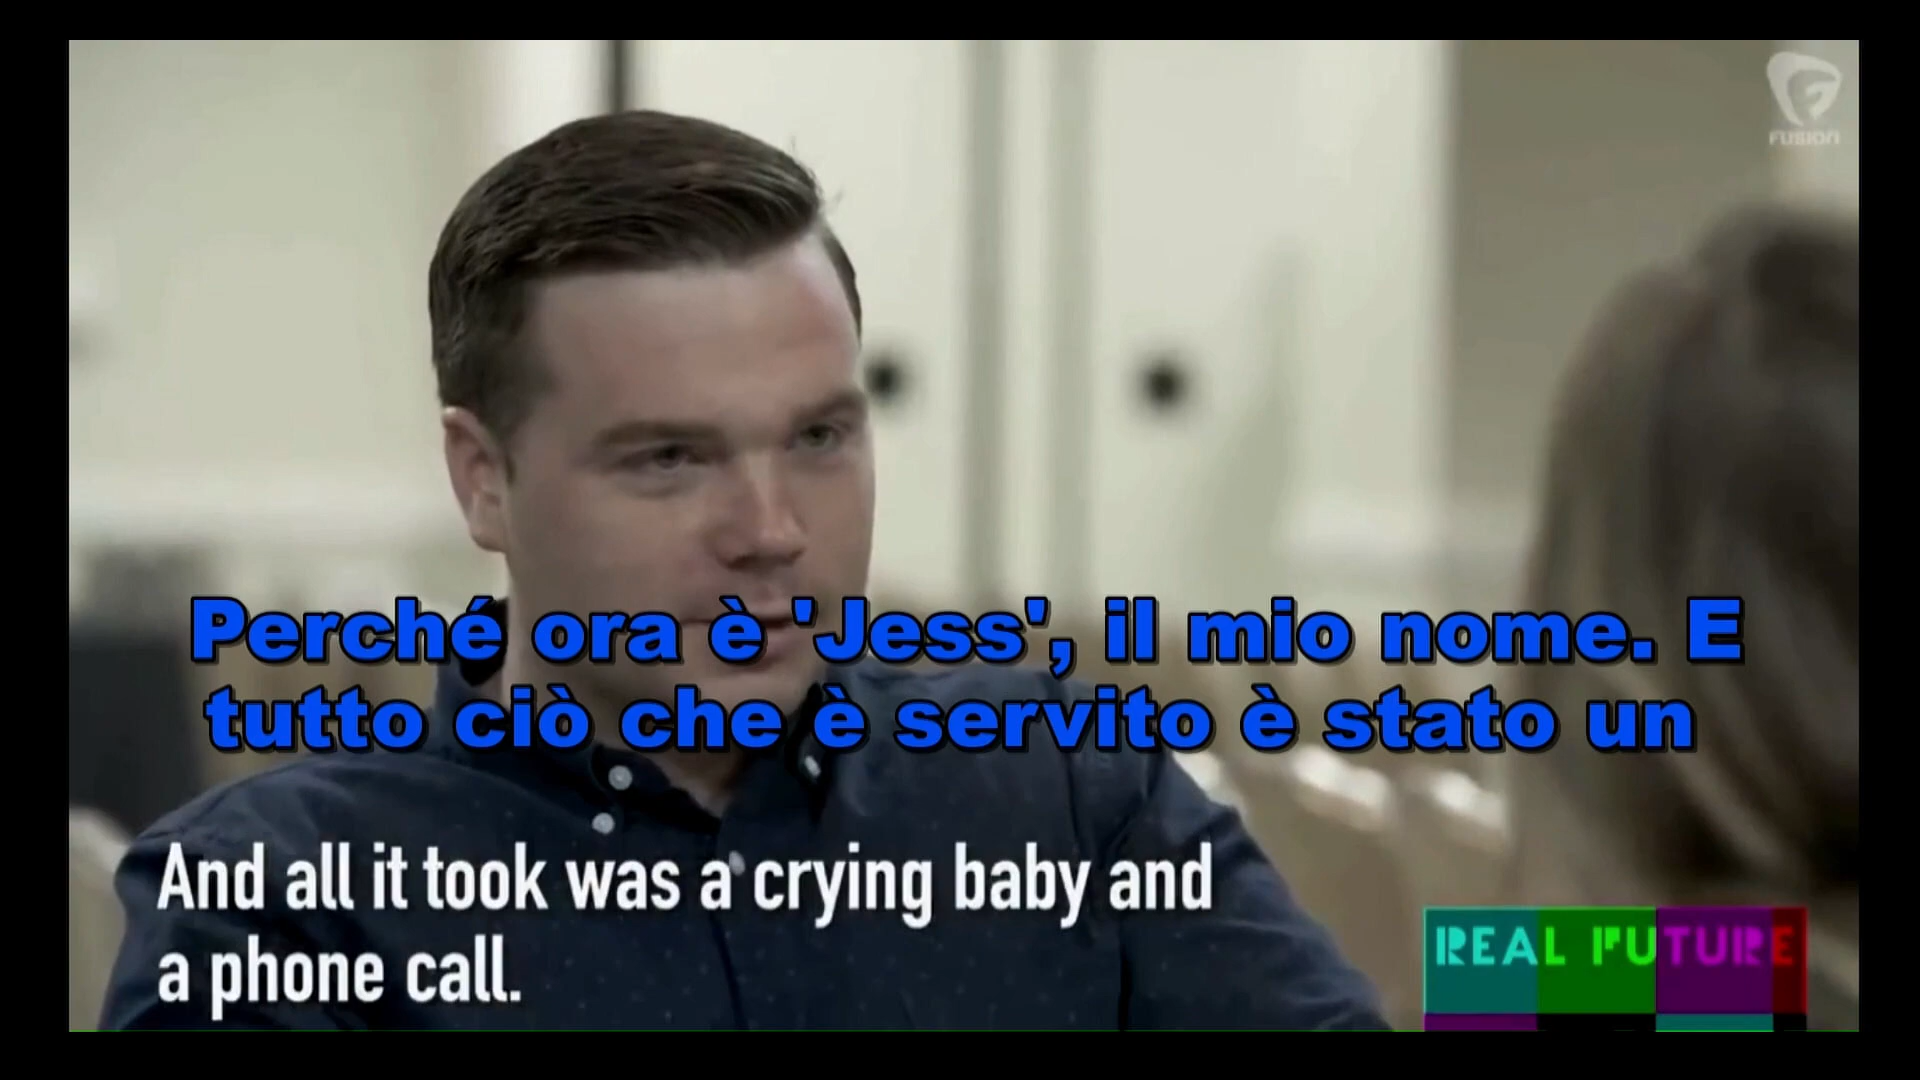 FUSION
Perché ora è 'Jess', il mio nome. E
tutto ciò che è servito è stato un
And all it took was a crying baby and
a phone call.
REAL FUTURE